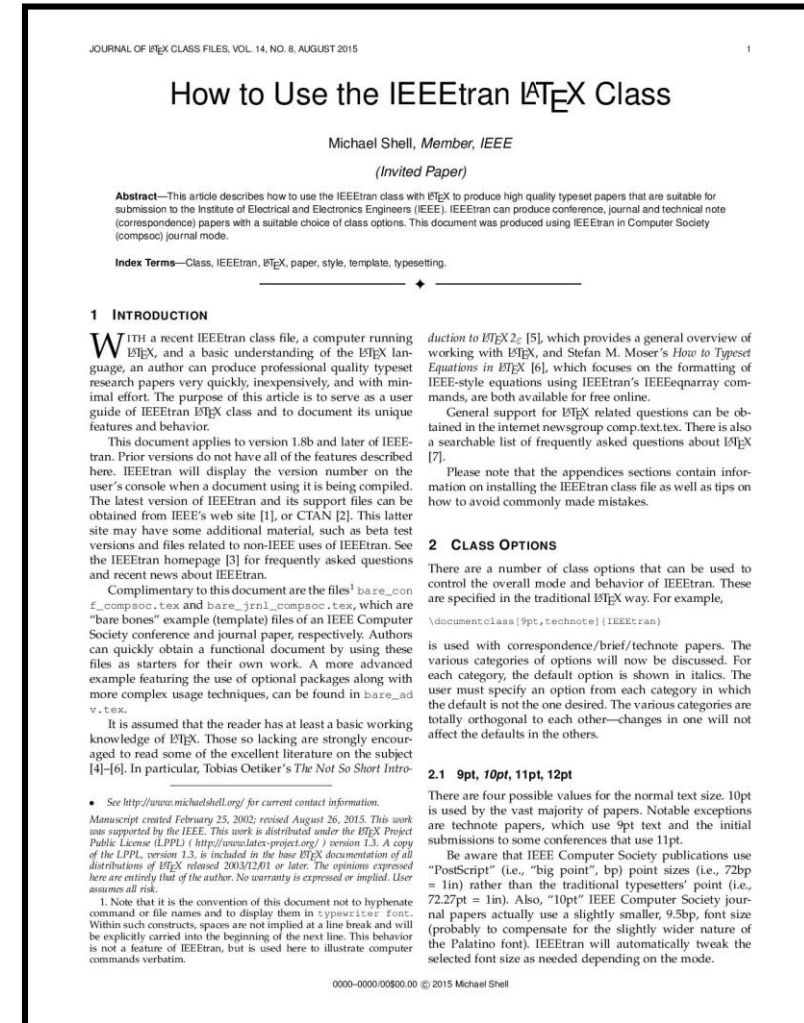 JOURNAL OF LATEX CLASS FILES, VOL. 14, NO. 8, AUGUST 2015
1
How to Use the IEEEtran LATEX Class
Michael Shell, Member, IEEE
(Invited Paper)
Abstract—This article describes how to use the IEEEtran class with LATEX to produce high quality typeset papers that are suitable for
submission to the Institute of Electrical and Electronics Engineers (IEEE). IEEEtran can produce conference, journal and technical note
(correspondence) papers with a suitable choice of class options. This document was produced using IEEEtran in Computer Society
(compsoc) journal mode.
Index Terms—Class, IEEEtran, LATEX, paper, style, template, typesetting.
1 INTRODUCTION
WITH a recent IEEEtran class file, a computer running
LATEX, and a basic understanding of the LATEX lan-
guage, an author can produce professional quality typeset
research papers very quickly, inexpensively, and with min-
imal effort. The purpose of this article is to serve as a user
guide of IEEEtran LATEX class and to document its unique
features and behavior.
This document applies to version 1.8b and later of IEEE-
tran. Prior versions do not have all of the features described
here. IEEEtran will display the version number on the
user's console when a document using it is being compiled.
The latest version of IEEEtran and its support files can be
obtained from IEEE's web site [1], or CTAN [2]. This latter
site may have some additional material, such as beta test
versions and files related to non-IEEE uses of IEEEtran. See
the IEEEtran homepage [3] for frequently asked questions
and recent news about IEEEtran.
Complimentary to this document are the files¹ bare_con
f_compsoc.tex and bare_jrnl_compsoc.tex, which are
"bare bones" example (template) files of an IEEE Computer
Society conference and journal paper, respectively. Authors
can quickly obtain a functional document by using these
files as starters for their own work. A more advanced
example featuring the use of optional packages along with
more complex usage techniques, can be found in bare_ad
v.tex.
It is assumed that the reader has at least a basic working
knowledge of LATEX. Those so lacking are strongly encour-
aged to read some of the excellent literature on the subject
[4]–[6]. In particular, Tobias Oetiker's The Not So Short Intro-
• See http://www.michaelshell.org/ for current contact information.
Manuscript created February 25, 2002; revised August 26, 2015. This work
was supported by the IEEE. This work is distributed under the LATEX Project
Public License (LPPL) ( http://www.latex-project.org/ ) version 1.3. A copy
of the LPPL, version 1.3, is included in the base LATEX documentation of all
distributions of LATEX released 2003/12/01 or later. The opinions expressed
here are entirely that of the author. No warranty is expressed or implied. User
assumes all risk.
1. Note that it is the convention of this document not to hyphenate
command or file names and to display them in typewriter font.
Within such constructs, spaces are not implied at a line break and will
be explicitly carried into the beginning of the next line. This behavior
is not a feature of IEEEtran, but is used here to illustrate computer
commands verbatim.
duction to LATEX 2ε [5], which provides a general overview of
working with LATEX, and Stefan M. Moser's How to Typeset
Equations in LATEX [6], which focuses on the formatting of
IEEE-style equations using IEEEtran's IEEEeqnarray com-
mands, are both available for free online.
General support for LATEX related questions can be ob-
tained in the internet newsgroup comp.text.tex. There is also
a searchable list of frequently asked questions about LATEX
[7].
Please note that the appendices sections contain infor-
mation on installing the IEEEtran class file as well as tips on
how to avoid commonly made mistakes.
2 CLASS OPTIONS
There are a number of class options that can be used to
control the overall mode and behavior of IEEEtran. These
are specified in the traditional LATEX way. For example,
\documentclass[9pt,technote]{IEEEtran}
is used with correspondence/brief/technote papers. The
various categories of options will now be discussed. For
each category, the default option is shown in italics. The
user must specify an option from each category in which
the default is not the one desired. The various categories are
totally orthogonal to each other—changes in one will not
affect the defaults in the others.
2.1 9pt, 10pt, 11pt, 12pt
There are four possible values for the normal text size. 10pt
is used by the vast majority of papers. Notable exceptions
are technote papers, which use 9pt text and the initial
submissions to some conferences that use 11pt.
Be aware that IEEE Computer Society publications use
"PostScript" (i.e., "big point", bp) point sizes (i.e., 72bp
= 1in) rather than the traditional typesetters' point (i.e.,
72.27pt = 1in). Also, "10pt" IEEE Computer Society jour-
nal papers actually use a slightly smaller, 9.5bp, font size
(probably to compensate for the slightly wider nature of
the Palatino font). IEEEtran will automatically tweak the
selected font size as needed depending on the mode.
0000–0000/00$00.00 © 2015 Michael Shell